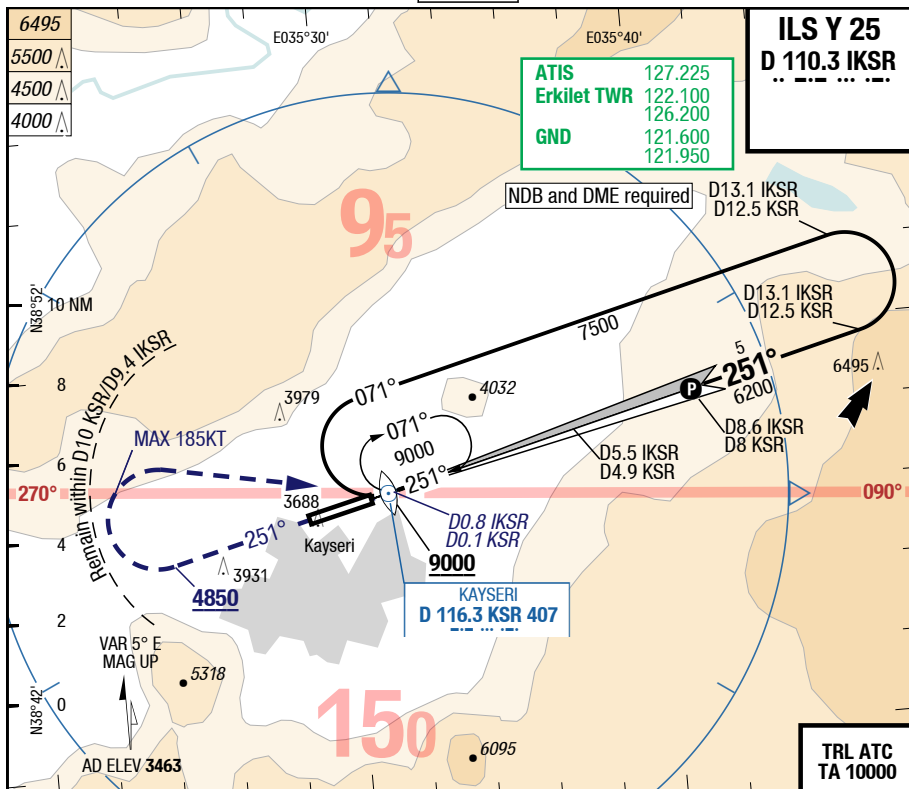 6495
5500
4500
4000
E035°30'
E035°40'
ILS Y 25
D 110.3 IKSR
ATIS 127.225
Erkilet TWR 122.100
126.200
GND 121.600
121.950
NDB and DME required
D13.1 IKSR
D12.5 KSR
95
N38°52'
10 NM
7500
D13.1 IKSR
D12.5 KSR
Remain within D10 KSR/D9.4 IKSR
8
3979
071°
4032
5
251°
6200
6495
P
071°
9000
D8.6 IKSR
D8 KSR
MAX 185KT
D5.5 IKSR
D4.9 KSR
6
251°
270°
090°
3688
251°
Kayseri
D0.8 IKSR
D0.1 KSR
4
3931
9000
4850
KAYSERI
D 116.3 KSR 407
2
VAR 5° E
MAG UP
5318
N38°42'
0
150
6095
AD ELEV 3463
TRL ATC
TA 10000